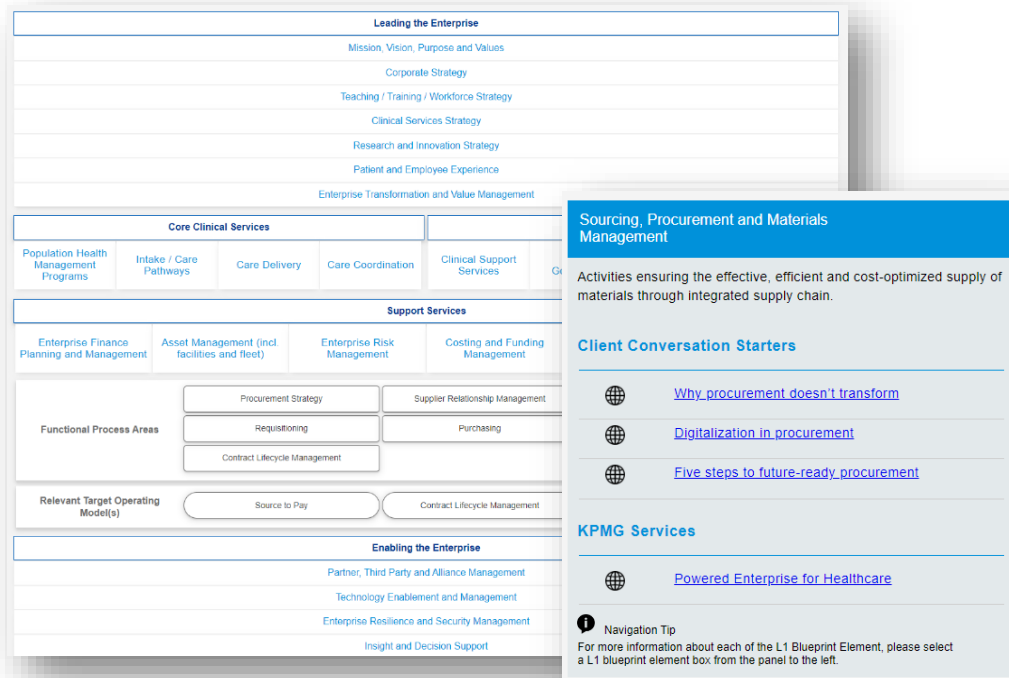 Leading the Enterprise
Mission, Vision, Purpose and Values
Corporate Strategy
Teaching / Training / Workforce Strategy
Clinical Services Strategy
Research and Innovation Strategy
Patient and Employee Experience
Enterprise Transformation and Value Management
Core Clinical Services
Population Health
Management
Programs
Intake / Care
Pathways
Care Delivery
Care Coordination
Clinical Support
Services
Support Services
Enterprise Finance
Planning and Management
Asset Management (incl.
facilities and fleet)
Enterprise Risk
Management
Costing and Funding
Management
Functional Process Areas
Procurement Strategy
Supplier Relationship Management
Requisitioning
Purchasing
Contract Lifecycle Management
Relevant Target Operating
Model(s)
Source to Pay
Contract Lifecycle Management
Enabling the Enterprise
Partner, Third Party and Alliance Management
Technology Enablement and Management
Enterprise Resilience and Security Management
Insight and Decision Support
Sourcing, Procurement and Materials
Management
Activities ensuring the effective, efficient and cost-optimized supply of
materials through integrated supply chain.
Client Conversation Starters
Why procurement doesn't transform
Digitalization in procurement
Five steps to future-ready procurement
KPMG Services
Powered Enterprise for Healthcare
Navigation Tip
For more information about each of the L1 Blueprint Element, please select
a L1 blueprint element box from the panel to the left.